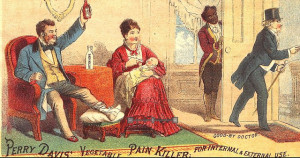 GOOD-BY DOCTOR
PERRY DAVIS' VEGETABLE PAIN KILLER, FOR INTERNAL & EXTERNAL USE.